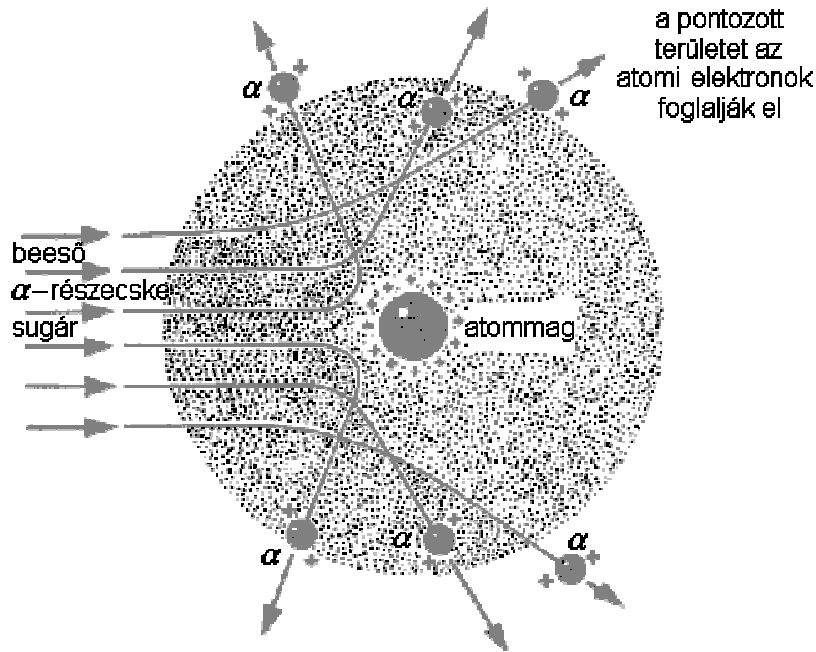 a pontozott
területet az
atomi elektronok
foglalják el
α
α
α
beeső
α–részecske
sugár
atommag
α
α
α